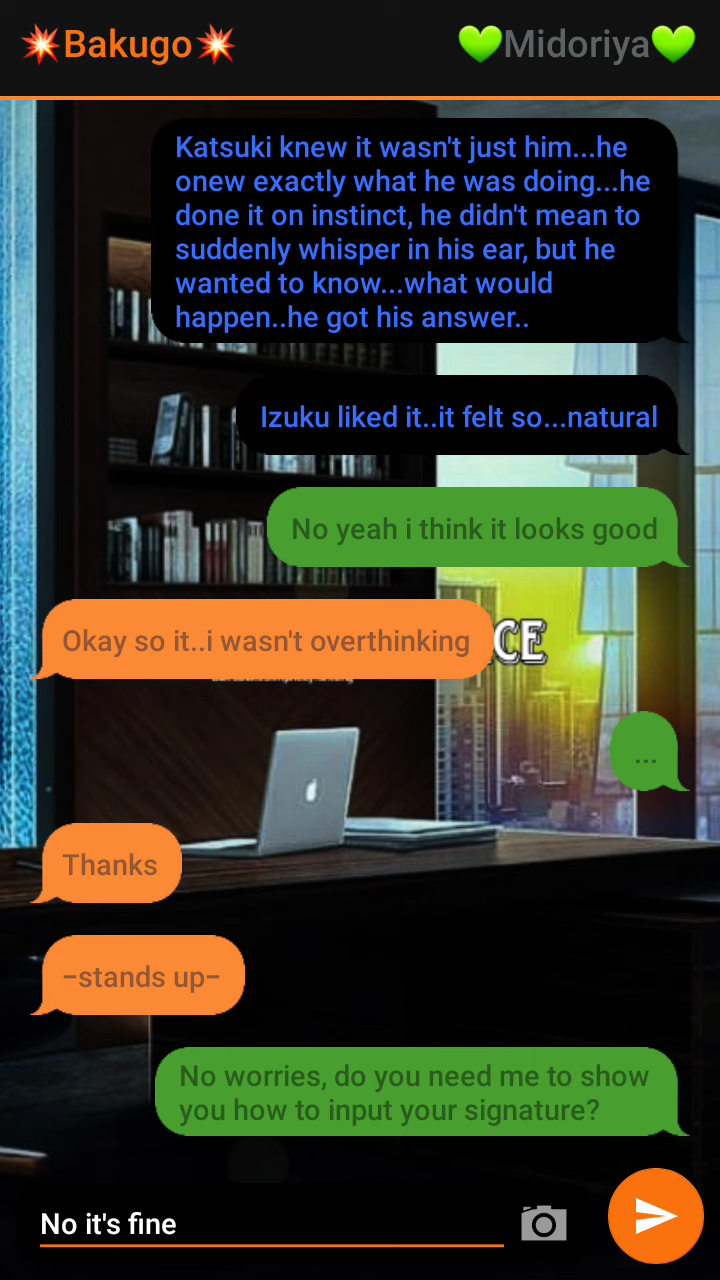 💥Bakugo💥
💚Midoriya💚
Katsuki knew it wasn't just him...he
onew exactly what he was doing...he
done it on instinct, he didn't mean to
suddenly whisper in his ear, but he
wanted to know...what would
happen..he got his answer..
Izuku liked it..it felt so...natural
No yeah i think it looks good
Okay so it..i wasn't overthinking
CE
...
Thanks
−stands up−
No worries, do you need me to show
you how to input your signature?
No it's fine